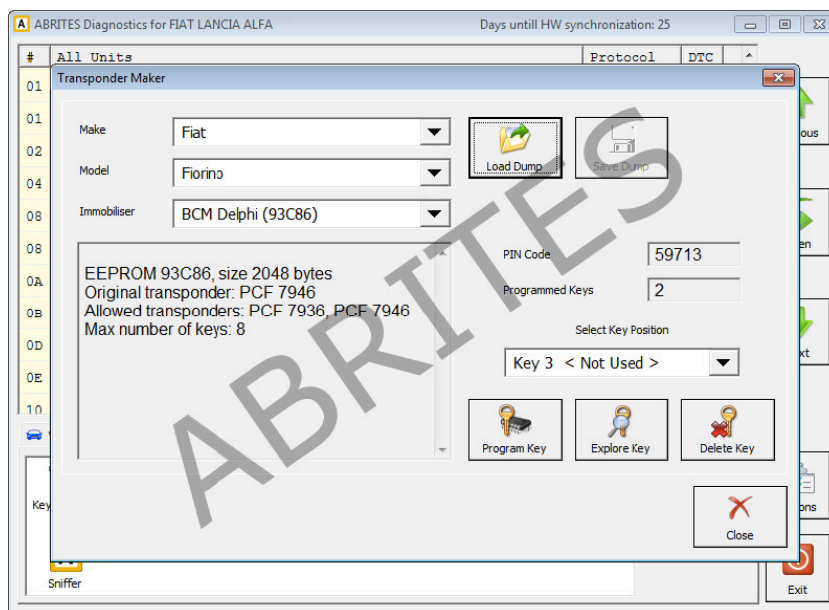 ABRITES Diagnostics for FIAT LANCIA ALFA Days untill HW synchronization: 25
# All Units Protocol DTC
Transponder Maker
01
01
02
04
08
08
0A
0B
0D
0E
10
Make Fiat
Model Fiorino
Immobiliser BCM Delphi (93C86)
Load Dump Save Dump
EEPROM 93C86, size 2048 bytes
Original transponder: PCF 7946
Allowed transponders: PCF 7936, PCF 7946
Max number of keys: 8
PIN Code 59713
Programmed Keys 2
Select Key Position
Key 3 < Not Used >
Program Key Explore Key Delete Key
Close
Key
Sniffer
Exit
ABRITES